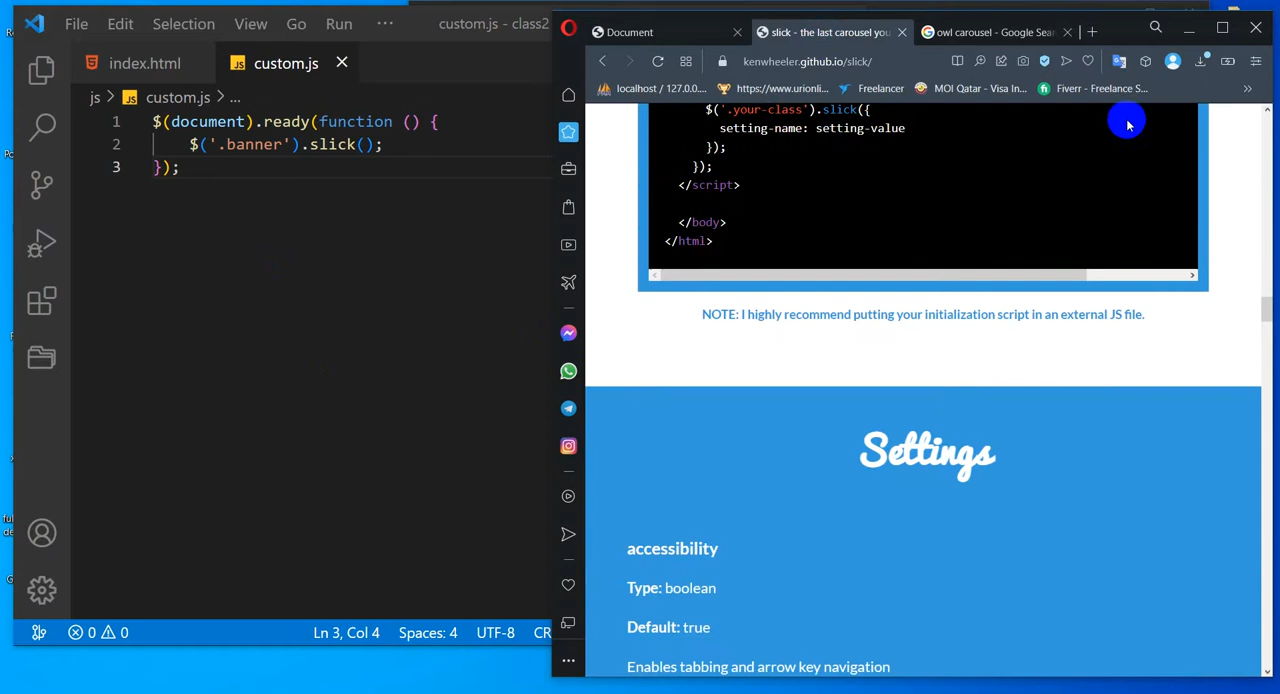 File Edit Selection View Go Run ··· custom.js - class2
index.html custom.js
js > custom.js > ...
1 $(document).ready(function () {
2 $('.banner').slick();
3 });
0 0 Ln 3, Col 4 Spaces: 4 UTF-8 CR
Document slick - the last carousel you owl carousel - Google Sear
kenwheeler.github.io/slick/
localhost / 127.0.0.... https://www.urionli... Freelancer MOI Qatar - Visa In... Fiverr - Freelance S...
$('.your-class').slick({
setting-name: setting-value
});
});
</script>
</body>
</html>
NOTE: I highly recommend putting your initialization script in an external JS file.
Settings
accessibility
Type: boolean
Default: true
Enables tabbing and arrow key navigation